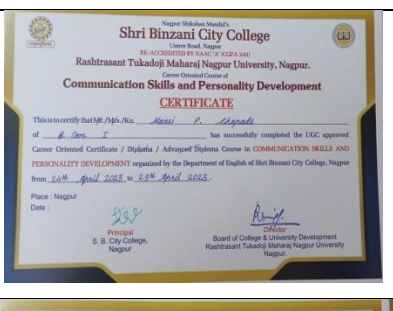 Nagpur Shikshan Mandal's
Shri Binzani City College
Umrer Road, Nagpur
RE-ACCREDITED BY NAAC 'A' (CGPA 3.03)
Rashtrasant Tukadoji Maharaj Nagpur University, Nagpur.
Career Oriented Course of
Communication Skills and Personality Development
CERTIFICATE
This is to certify that Mr. / Mrs. / Ku. Mansi P.
of B. Com I has successfully completed the UGC approved
Career Oriented Certificate / Diploma / Advanced Diploma Course in COMMUNICATION SKILLS AND
PERSONALITY DEVELOPMENT organized by the Department of English of Shri Binzani City College, Nagpur
from 24th April 2023 to 29th April 2023.
Place : Nagpur
Date :
Principal
S. B. City College,
Nagpur
Director
Board of College & University Development
Rashtrasant Tukadoji Maharaj Nagpur University
Nagpur.